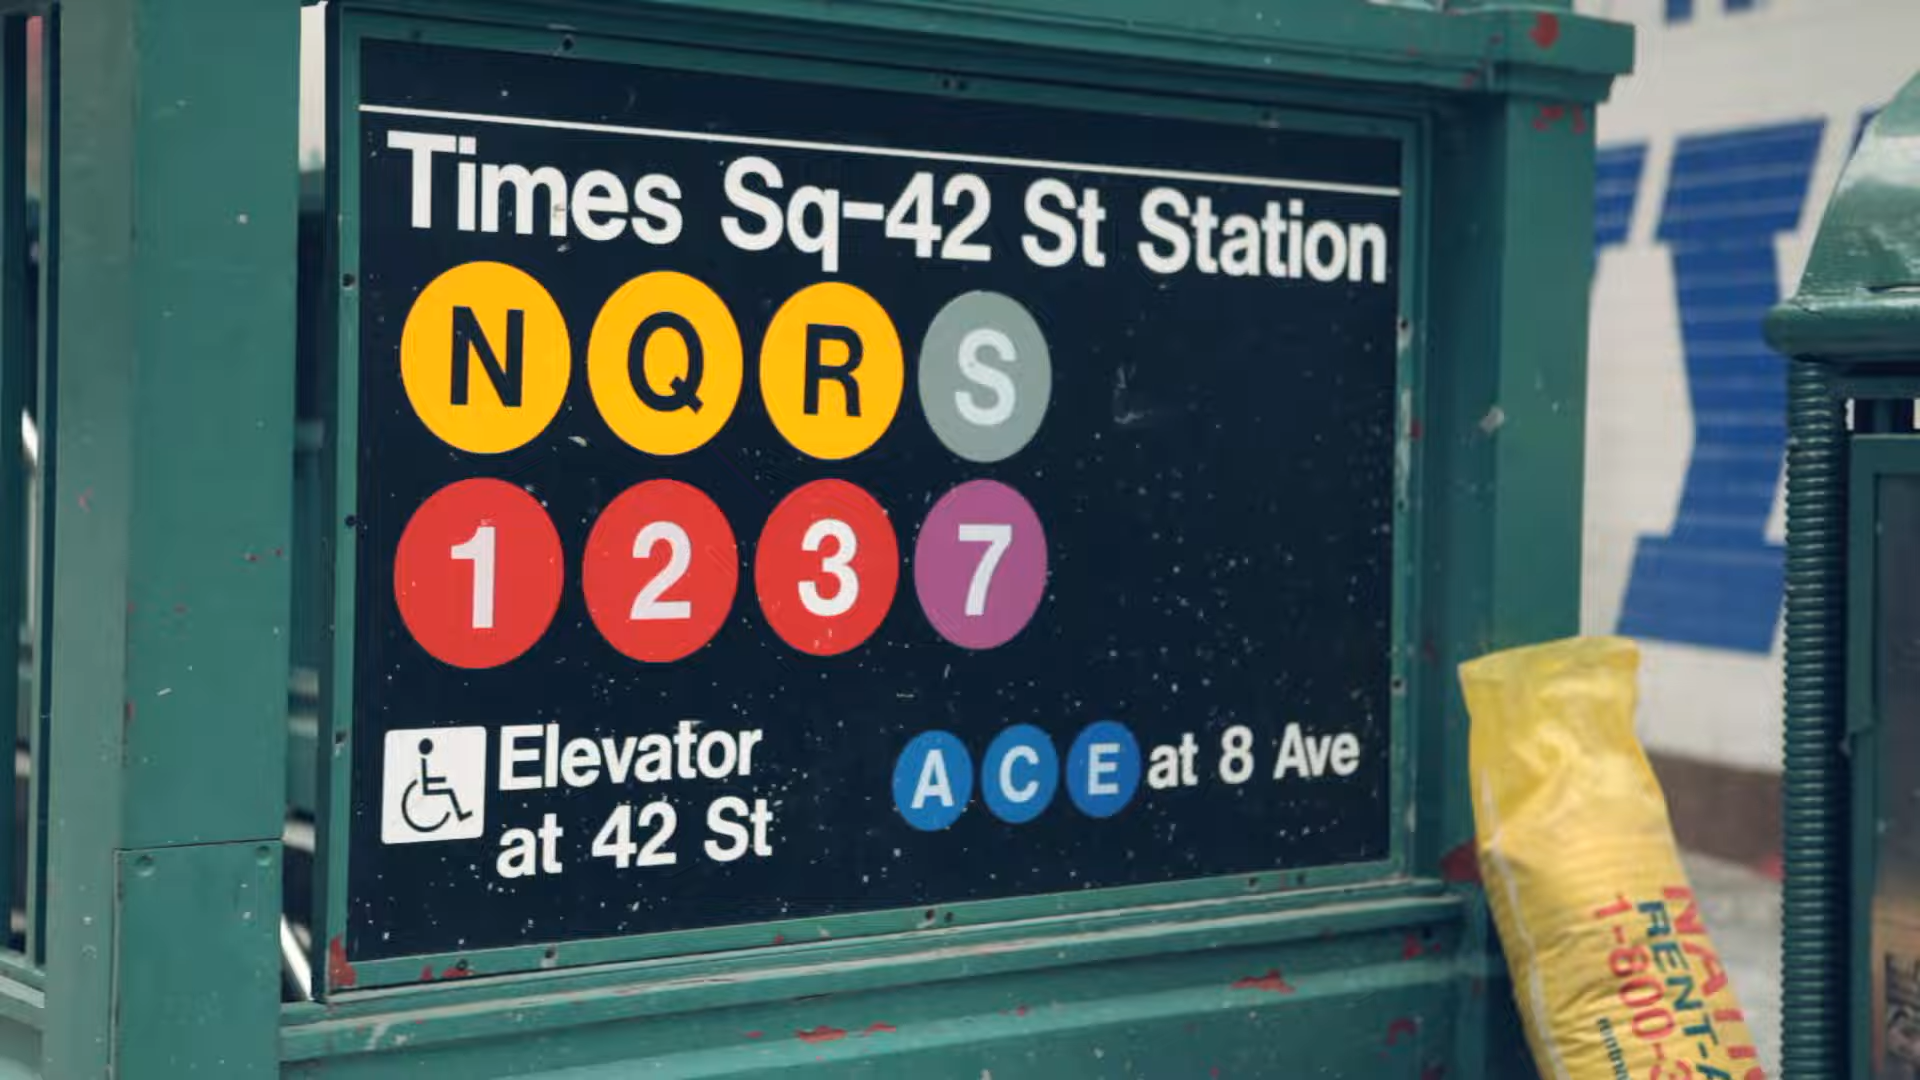 Times Sq-42 St Station
N Q R S
1 2 3 7
Elevator
at 42 St
A C E at 8 Ave
RENT-A
1-800-3